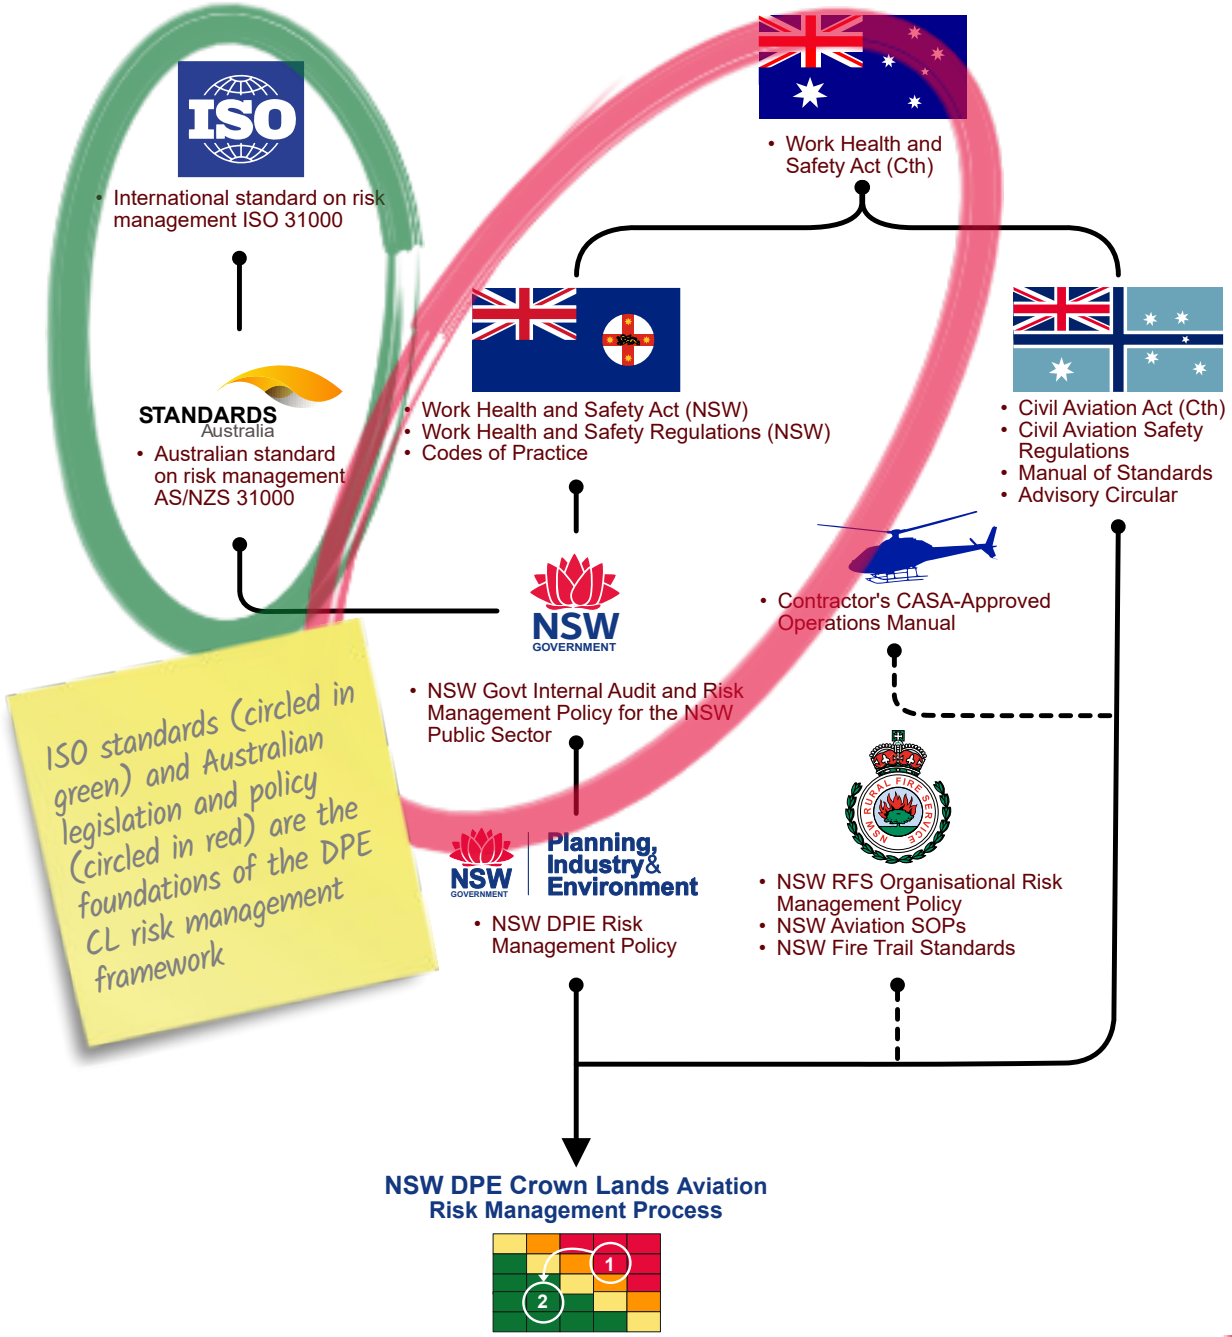 ISO
• International standard on risk
management ISO 31000
STANDARDS
Australia
• Australian standard
on risk management
AS/NZS 31000
• Work Health and
Safety Act (Cth)
• Work Health and Safety Act (NSW)
• Work Health and Safety Regulations (NSW)
• Codes of Practice
• Civil Aviation Act (Cth)
• Civil Aviation Safety
Regulations
• Manual of Standards
• Advisory Circular
NSW
GOVERNMENT
• NSW Govt Internal Audit and Risk
Management Policy for the NSW
Public Sector
• Contractor's CASA-Approved
Operations Manual
ISO standards (circled in
green) and Australian
legislation and policy
(circled in red) are the
foundations of the DPE
CL risk management
framework
NSW
GOVERNMENT
Planning,
Industry&
Environment
• NSW DPIE Risk
Management Policy
NSW RURAL FIRE SERVICE
• NSW RFS Organisational Risk
Management Policy
• NSW Aviation SOPs
• NSW Fire Trail Standards
NSW DPE Crown Lands Aviation
Risk Management Process
1
2